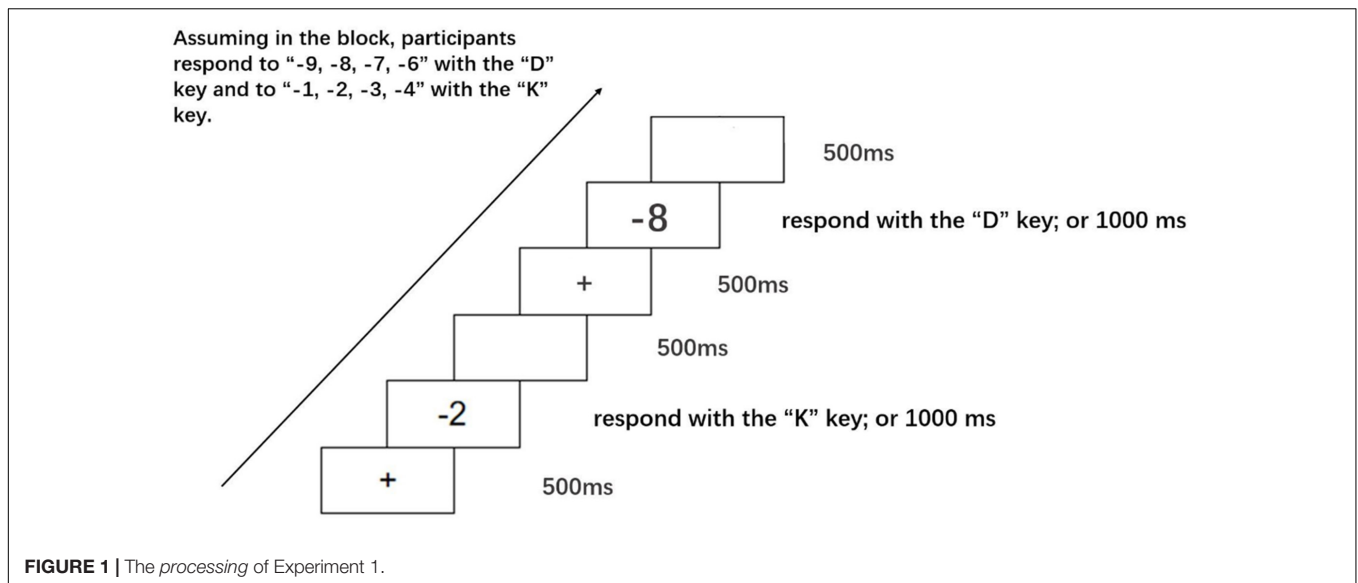 Assuming in the block, participants
respond to “-9, -8, -7, -6” with the “D”
key and to “-1, -2, -3, -4” with the “K”
key.
500ms
-8 respond with the “D” key; or 1000 ms
+ 500ms
500ms
-2 respond with the “K” key; or 1000 ms
+ 500ms
FIGURE 1 | The processing of Experiment 1.